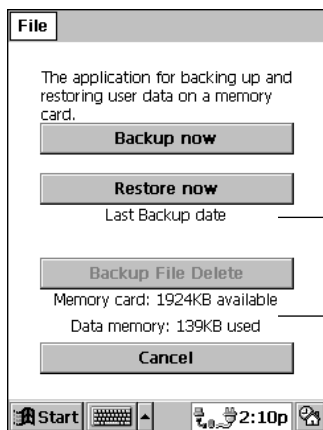 File
The application for backing up and
restoring user data on a memory
card.
Backup now
Restore now
Last Backup date
Backup File Delete
Memory card: 1924KB available
Data memory: 139KB used
Cancel
Start 2:10p